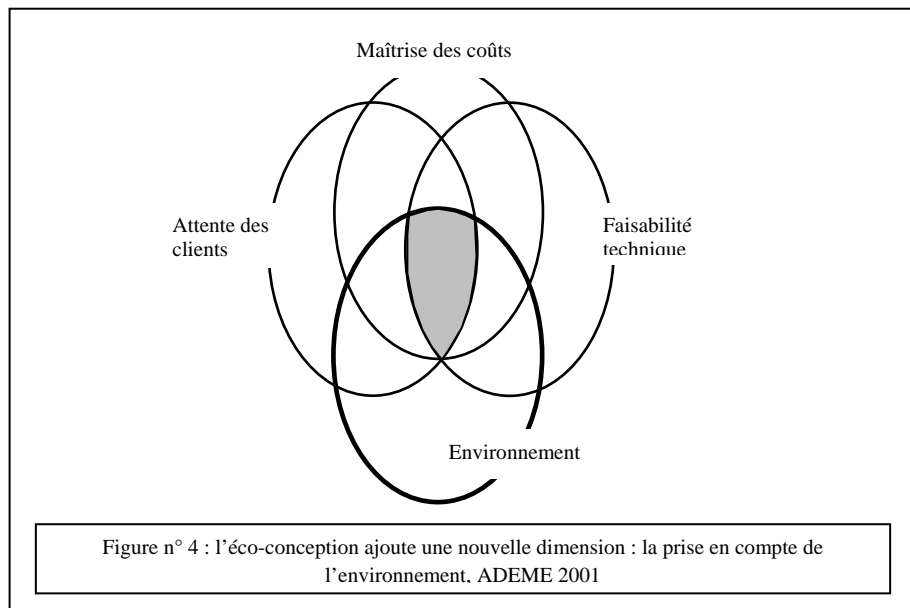 Maîtrise des coûts
Attente des
clients
Faisabilité
technique
Environnement
Figure n° 4 : l'éco-conception ajoute une nouvelle dimension : la prise en compte de
l'environnement, ADEME 2001